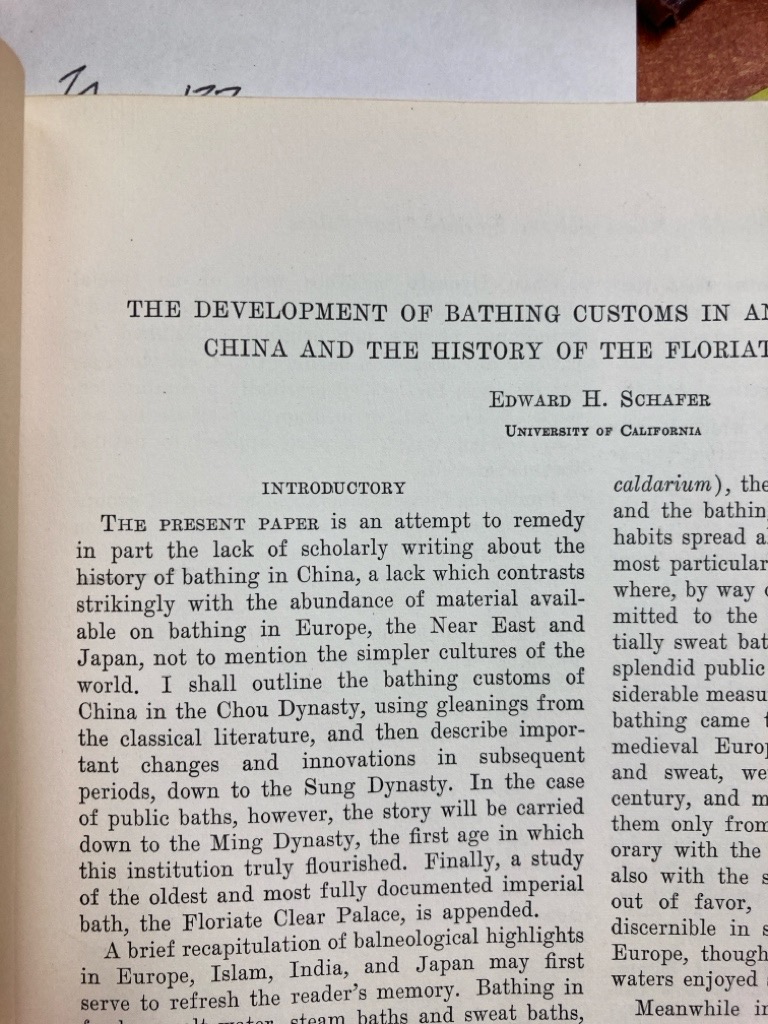 THE DEVELOPMENT OF BATHING CUSTOMS IN
CHINA AND THE HISTORY OF THE
EDWARD H. SCHAFER
UNIVERSITY OF CALIFORNIA
INTRODUCTORY
THE PRESENT PAPER is an attempt to remedy
in part the lack of scholarly writing about the
history of bathing in China, a lack which contrasts
strikingly with the abundance of material avail-
able on bathing in Europe, the Near East and
Japan, not to mention the simpler cultures of the
world. I shall outline the bathing customs of
China in the Chou Dynasty, using gleanings from
the classical literature, and then describe impor-
tant changes and innovations in subsequent
periods, down to the Sung Dynasty. In the case
of public baths, however, the story will be carried
down to the Ming Dynasty, the first age in which
this institution truly flourished. Finally, a study
of the oldest and most fully documented imperial
bath, the Floriate Clear Palace, is appended.
A brief recapitulation of balneological highlights
in Europe, Islam, India, and Japan may first
serve to refresh the reader's memory. Bathing in
water, steam baths and sweat baths,
caldarium), the
and the bathing
habits spread
most particular
where, by way
mitted to the
tially sweat
splendid public
siderable
bathing came
medieval
and sweat,
century, and
them only from
orary with the
also with the
out of favor,
discernible in
Europe, though
waters enjoyed
Meanwhile in